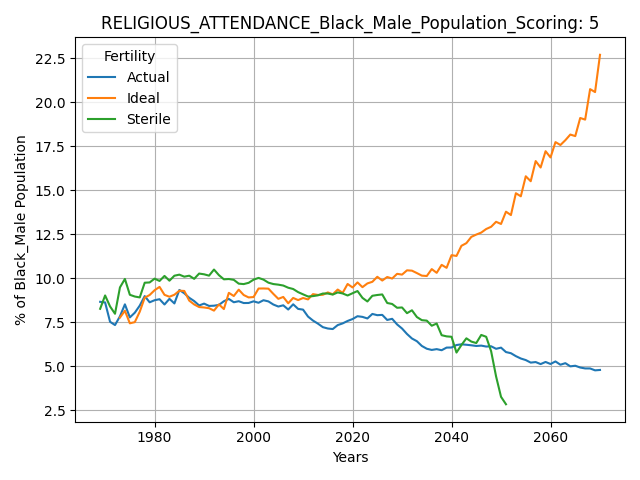 RELIGIOUS_ATTENDANCE_Black_Male_Population_Scoring: 5
Fertility
Actual
Ideal
Sterile
% of Black_Male Population
22.5
20.0
17.5
15.0
12.5
10.0
7.5
5.0
2.5
1980 2000 2020 2040 2060
Years